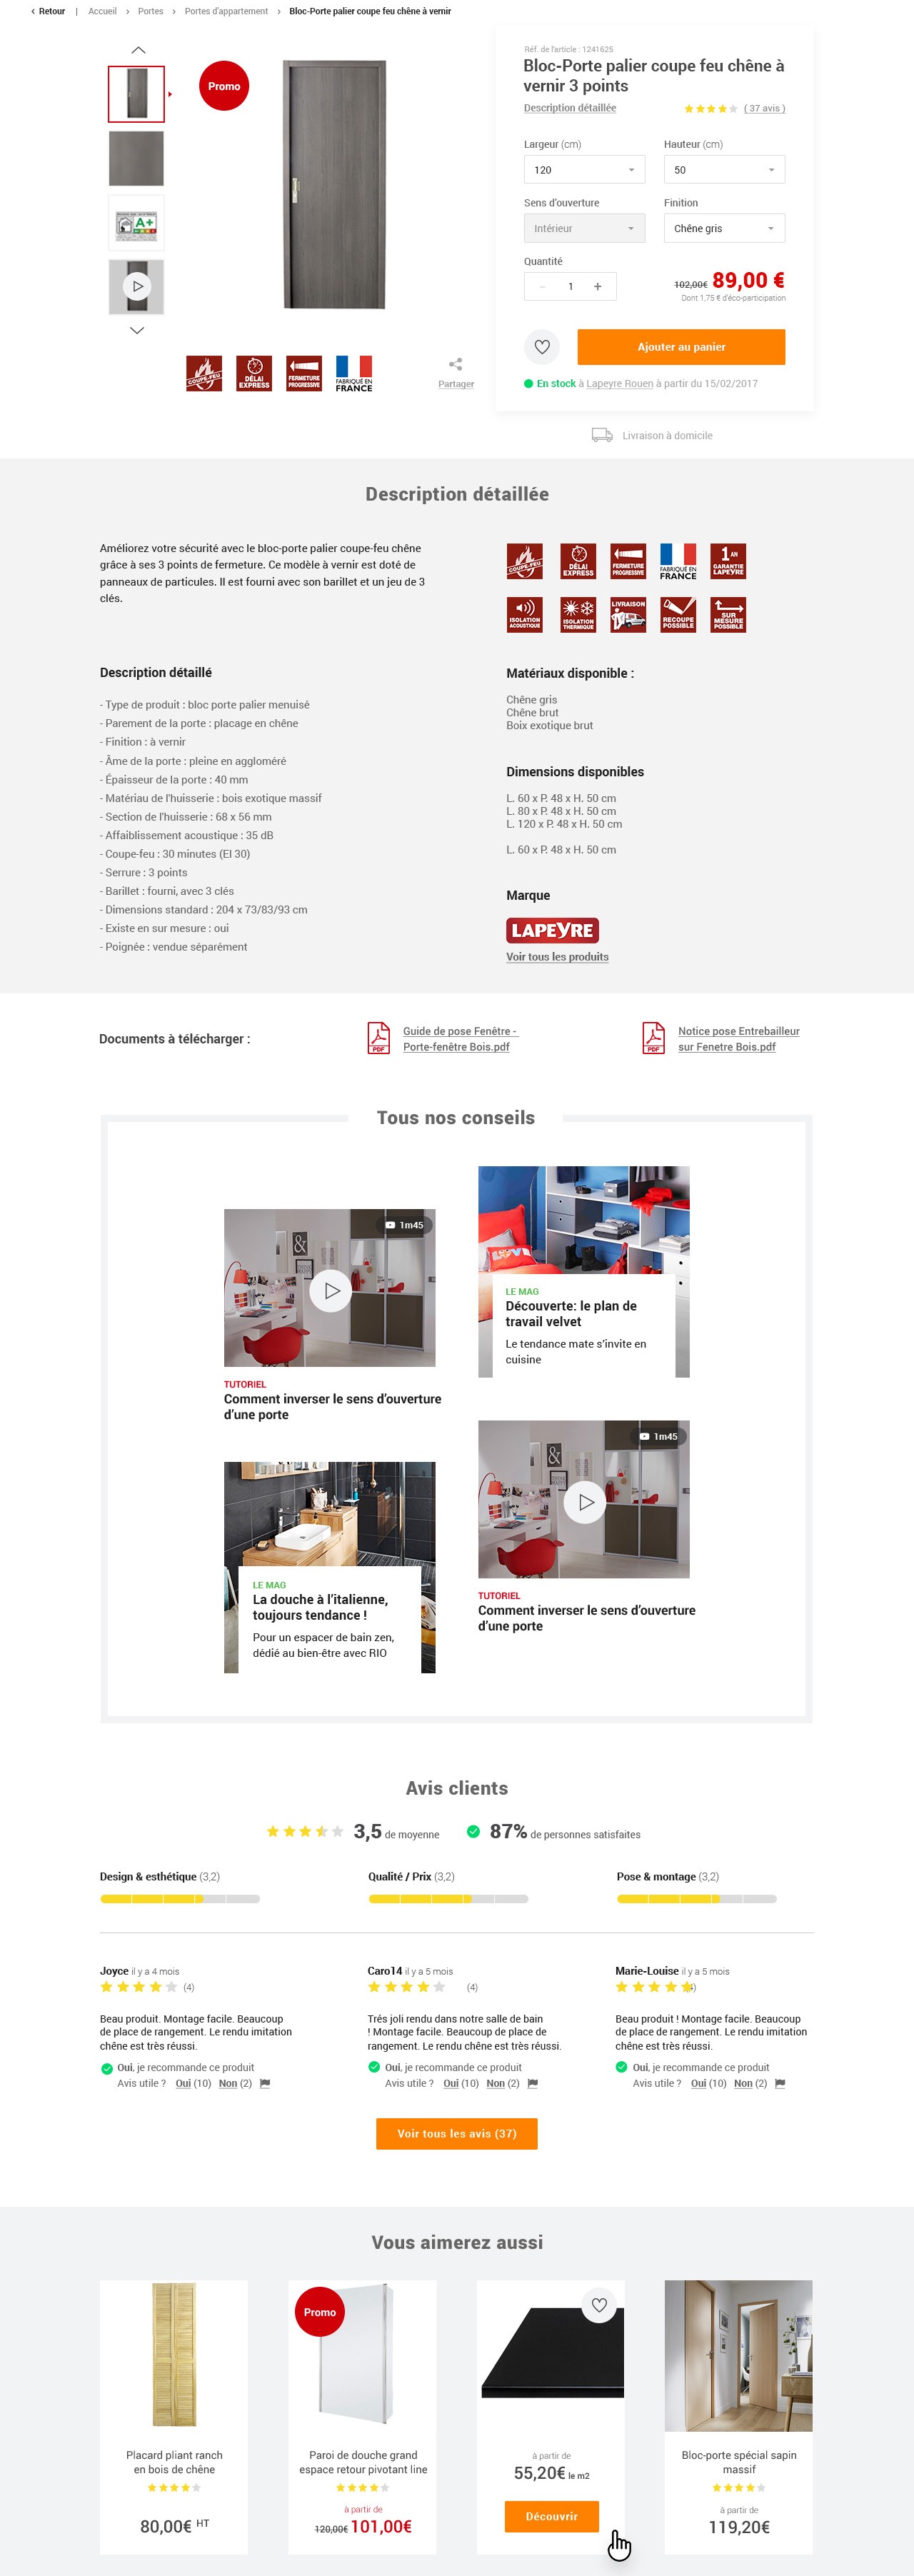 ‹ Retour | Accueil › Portes › Portes d'appartement › Bloc-Porte palier coupe feu chêne à vernir
Promo
A+
COUPE-FEU
DÉLAI EXPRESS
FERMETURE PROGRESSIVE
FABRIQUÉ EN FRANCE
Partager
Réf. de l'article : 1241625
Bloc-Porte palier coupe feu chêne à
vernir 3 points
Description détaillée
( 37 avis )
Largeur (cm)
Hauteur (cm)
120
50
Sens d'ouverture
Finition
Intérieur
Chêne gris
Quantité
- 1 +
102,00€ 89,00 €
Dont 1,75 € d'éco-participation
Ajouter au panier
En stock à Lapeyre Rouen à partir du 15/02/2017
Livraison à domicile
Description détaillée
Améliorez votre sécurité avec le bloc-porte palier coupe-feu chêne
grâce à ses 3 points de fermeture. Ce modèle à vernir est doté de
panneaux de particules. Il est fourni avec son barillet et un jeu de 3
clés.
COUPE-FEU
DÉLAI EXPRESS
FERMETURE PROGRESSIVE
FABRIQUÉ EN FRANCE
1 AN GARANTIE LAPEYRE
ISOLATION ACOUSTIQUE
ISOLATION THERMIQUE
LIVRAISON
RECOUPE POSSIBLE
SUR MESURE POSSIBLE
Description détaillé
- Type de produit : bloc porte palier menuisé
- Parement de la porte : placage en chêne
- Finition : à vernir
- Âme de la porte : pleine en aggloméré
- Épaisseur de la porte : 40 mm
- Matériau de l'huisserie : bois exotique massif
- Section de l'huisserie : 68 x 56 mm
- Affaiblissement acoustique : 35 dB
- Coupe-feu : 30 minutes (EI 30)
- Serrure : 3 points
- Barillet : fourni, avec 3 clés
- Dimensions standard : 204 x 73/83/93 cm
- Existe en sur mesure : oui
- Poignée : vendue séparément
Matériaux disponible :
Chêne gris
Chêne brut
Boix exotique brut
Dimensions disponibles
L. 60 x P. 48 x H. 50 cm
L. 80 x P. 48 x H. 50 cm
L. 120 x P. 48 x H. 50 cm
L. 60 x P. 48 x H. 50 cm
Marque
LAPEYRE
Voir tous les produits
Documents à télécharger :
PDF
Guide de pose Fenêtre -
Porte-fenêtre Bois.pdf
PDF
Notice pose Entrebailleur
sur Fenetre Bois.pdf
Tous nos conseils
1m45
&
TUTORIEL
Comment inverser le sens d'ouverture
d'une porte
LE MAG
Découverte: le plan de
travail velvet
Le tendance mate s'invite en
cuisine
LE MAG
La douche à l'italienne,
toujours tendance !
Pour un espacer de bain zen,
dédié au bien-être avec RIO
1m45
&
TUTORIEL
Comment inverser le sens d'ouverture
d'une porte
Avis clients
3,5 de moyenne
87% de personnes satisfaites
Design & esthétique (3,2)
Qualité / Prix (3,2)
Pose & montage (3,2)
Joyce il y a 4 mois
(4)
Beau produit. Montage facile. Beaucoup
de place de rangement. Le rendu imitation
chêne est très réussi.
Oui, je recommande ce produit
Avis utile ? Oui (10) Non (2)
Caro14 il y a 5 mois
(4)
Trés joli rendu dans notre salle de bain
! Montage facile. Beaucoup de place de
rangement. Le rendu chêne est très réussi.
Oui, je recommande ce produit
Avis utile ? Oui (10) Non (2)
Marie-Louise il y a 5 mois
(4)
Beau produit ! Montage facile. Beaucoup
de place de rangement. Le rendu imitation
chêne est très réussi.
Oui, je recommande ce produit
Avis utile ? Oui (10) Non (2)
Voir tous les avis (37)
Vous aimerez aussi
Placard pliant ranch
en bois de chêne
80,00€ HT
Promo
Paroi de douche grand
espace retour pivotant line
à partir de
120,00€ 101,00€
à partir de
55,20€ le m2
Découvrir
Bloc-porte spécial sapin
massif
à partir de
119,20€